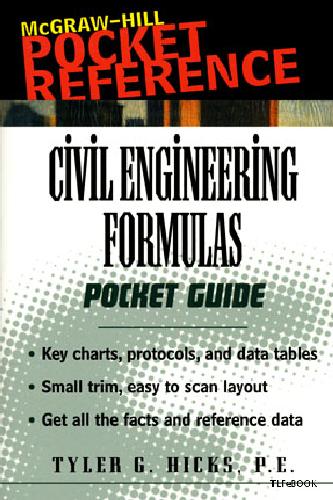 McGRAW-HILL
POCKET
REFERENCE
CIVIL ENGINEERING
FORMULAS
POCKET GUIDE
• Key charts, protocols, and data tables
• Small trim, easy to scan layout
• Get all the facts and reference data
TYLER G. HICKS, P.E.
TLFeBOOK